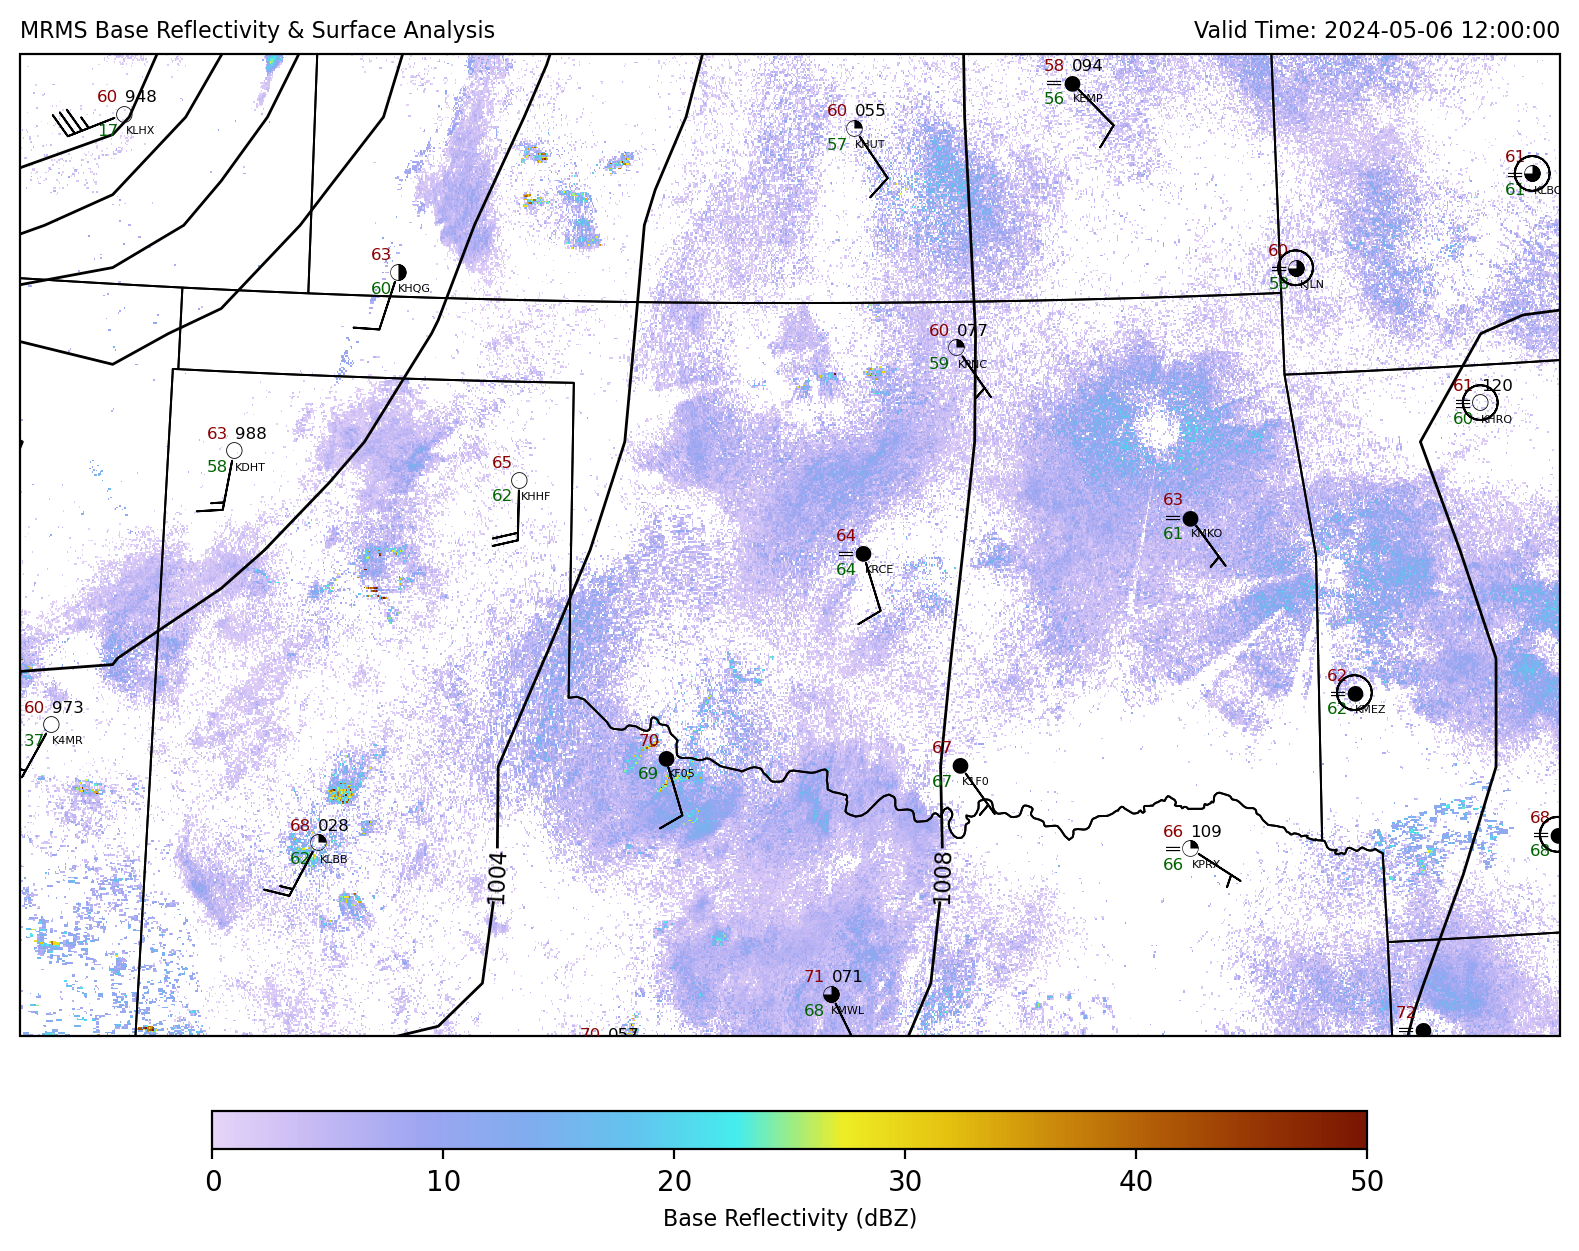 MRMS Base Reflectivity & Surface Analysis
Valid Time: 2024-05-06 12:00:00
58 094
56 KEMP
60 948
17 KLHX
60 055
57 KHUT
61
61 KLBO
60
58 KJLN
63
60 KHQG
60 077
59 KPNC
61 120
60 KHRO
63 988
58 KDHT
65
62 KHHF
63
61 KMKO
64
64 KRCE
62
62 KMEZ
60 973
37 K4MR
70
69 KF05
67
67 K1F0
68 028
62 KLBB
66 109
66 KPRX
68
68
1004
1008
71 071
68 KMWL
72
70 057
0 10 20 30 40 50
Base Reflectivity (dBZ)